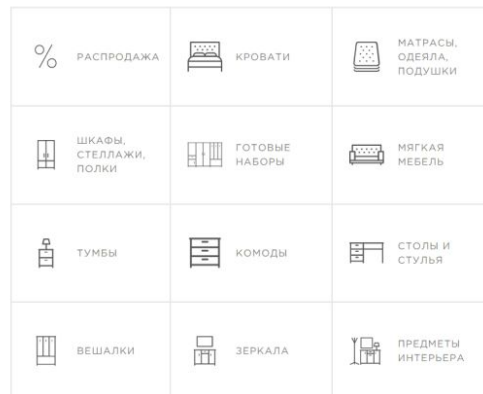 % РАСПРОДАЖА
КРОВАТИ
МАТРАСЫ,
ОДЕЯЛА,
ПОДУШКИ
ШКАФЫ,
СТЕЛЛАЖИ,
ПОЛКИ
ГОТОВЫЕ
НАБОРЫ
МЯГКАЯ
МЕБЕЛЬ
ТУМБЫ
КОМОДЫ
СТОЛЫ И
СТУЛЬЯ
ВЕШАЛКИ
ЗЕРКАЛА
ПРЕДМЕТЫ
ИНТЕРЬЕРА